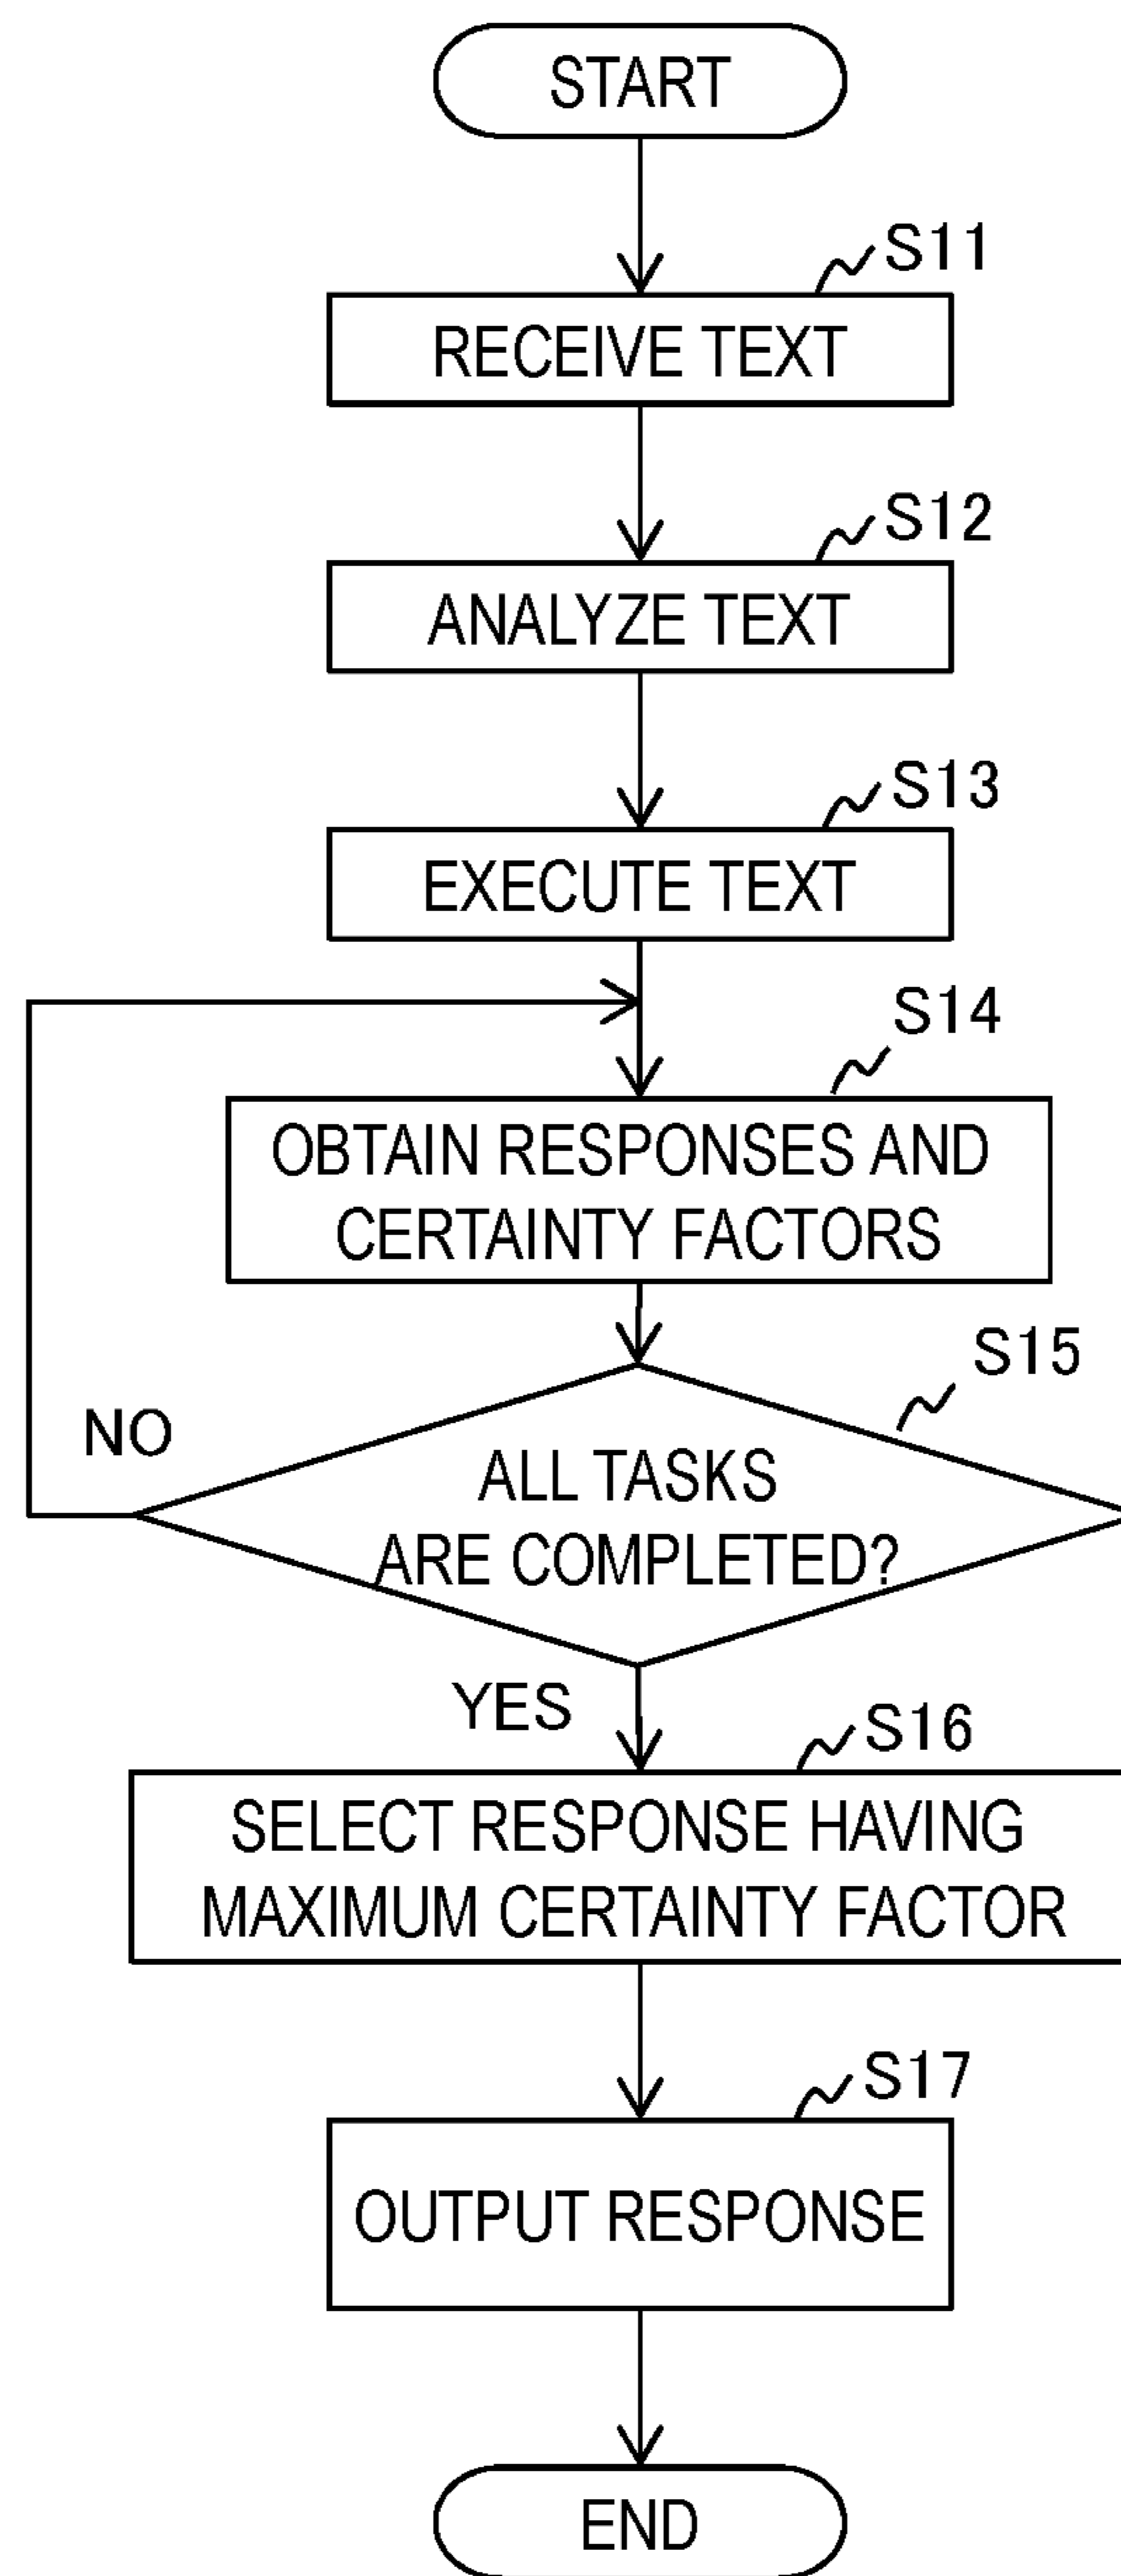 START
S11
RECEIVE TEXT
S12
ANALYZE TEXT
S13
EXECUTE TEXT
S14
OBTAIN RESPONSES AND
CERTAINTY FACTORS
S15
NO
ALL TASKS
ARE COMPLETED?
YES
S16
SELECT RESPONSE HAVING
MAXIMUM CERTAINTY FACTOR
S17
OUTPUT RESPONSE
END